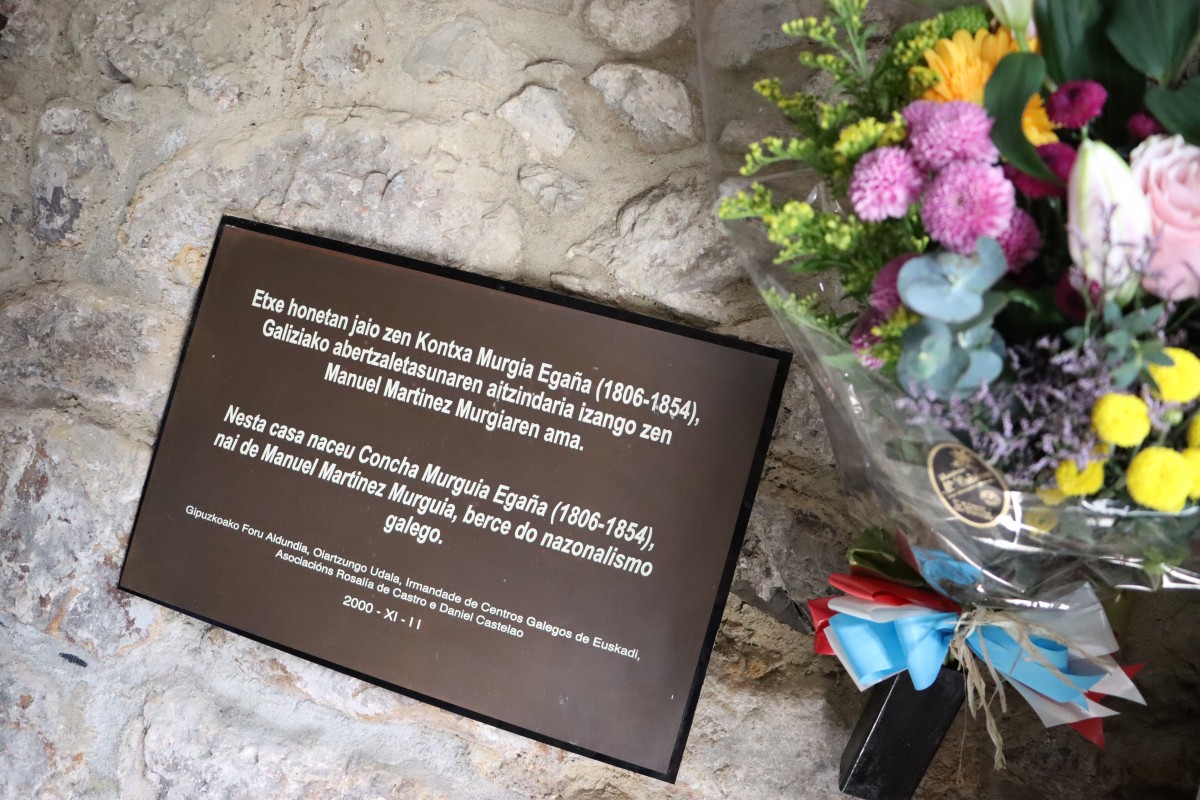 Etxe honetan jaio zen Kontxa Murgia Egaña (1806-1854),
Galiziako abertzaletasunaren aitzindaria izango zen
Manuel Martinez Murgiaren ama.
Nesta casa naceu Concha Murguia Egaña (1806-1854),
nai de Manuel Martinez Murguia, berce do nazonalismo
galego.
Gipuzkoako Foru Aldundia, Oiartzungo Udala, Irmandade de Centros Galegos de Euskadi,
Asociacións Rosalía de Castro e Daniel Castelao
2000 - XI - I I